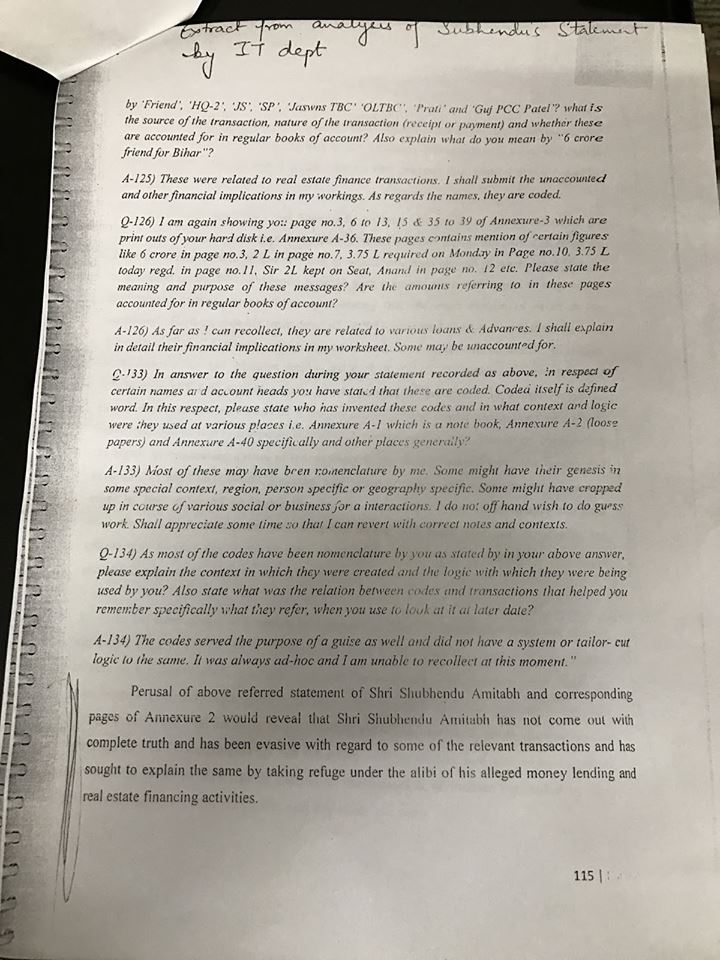 Extract from analysis of Subhendu's Statement
by IT dept
by 'Friend', 'HQ-2', 'JS', 'SP', 'Jaswns TBC' 'OLTBC', 'Prati' and 'Guj PCC Patel'? what is
the source of the transaction, nature of the transaction (receipt or payment) and whether these
are accounted for in regular books of account? Also explain what do you mean by "6 crore
friend for Bihar"?
A-125) These were related to real estate finance transactions. I shall submit the unaccounted
and other financial implications in my workings. As regards the names, they are coded.
Q-126) I am again showing you page no.3, 6 to 13, 15 & 35 to 39 of Annexure-3 which are
print outs of your hard disk i.e. Annexure A-36. These pages contains mention of certain figures
like 6 crore in page no.3, 2 L in page no.7, 3.75 L required on Monday in Page no.10, 3.75 L
today regd. in page no.11, Sir 2L kept on Seat, Anand in page no. 12 etc. Please state the
meaning and purpose of these messages? Are the amounts referring to in these pages
accounted for in regular books of account?
A-126) As far as I can recollect, they are related to various loans & Advances. I shall explain
in detail their financial implications in my worksheet. Some may be unaccounted for.
Q-133) In answer to the question during your statement recorded as above, in respect of
certain names and account heads you have stated that these are coded. Coded itself is defined
word. In this respect, please state who has invented these codes and in what context and logic
were they used at various places i.e. Annexure A-1 which is a note book, Annexure A-2 (loose
papers) and Annexure A-40 specifically and other places generally?
A-133) Most of these may have been nomenclature by me. Some might have their genesis in
some special context, region, person specific or geography specific. Some might have cropped
up in course of various social or business for a interactions. I do not off hand wish to do guess
work. Shall appreciate some time so that I can revert with correct notes and contexts.
Q-134) As most of the codes have been nomenclature by you as stated by in your above answer,
please explain the context in which they were created and the logic with which they were being
used by you? Also state what was the relation between codes and transactions that helped you
remember specifically what they refer, when you use to look at it at later date?
A-134) The codes served the purpose of a guise as well and did not have a system or tailor- cut
logic to the same. It was always ad-hoc and I am unable to recollect at this moment."
Perusal of above referred statement of Shri Shubhendu Amitabh and corresponding
pages of Annexure 2 would reveal that Shri Shubhendu Amitabh has not come out with
complete truth and has been evasive with regard to some of the relevant transactions and has
sought to explain the same by taking refuge under the alibi of his alleged money lending and
real estate financing activities.
115 |